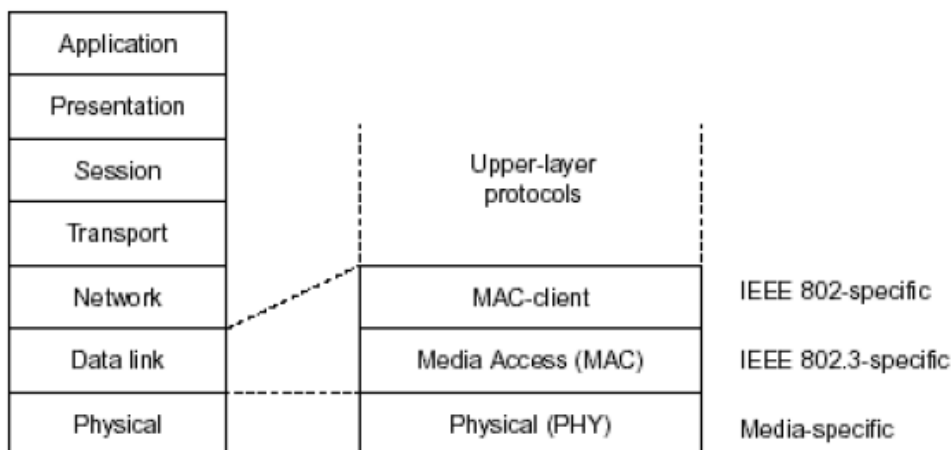 Application
Presentation
Session
Transport
Network
Data link
Physical
Upper-layer
protocols
MAC-client
Media Access (MAC)
Physical (PHY)
IEEE 802-specific
IEEE 802.3-specific
Media-specific